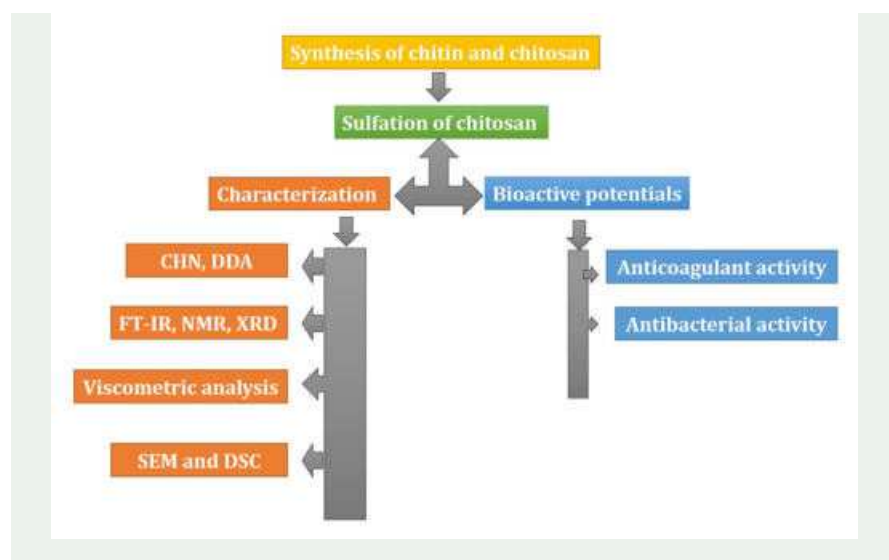 Synthesis of chitin and chitosan
Sulfation of chitosan
Characterization
Bioactive potentials
CHN, DDA
Anticoagulant activity
FT-IR, NMR, XRD
Antibacterial activity
Viscometric analysis
SEM and DSC